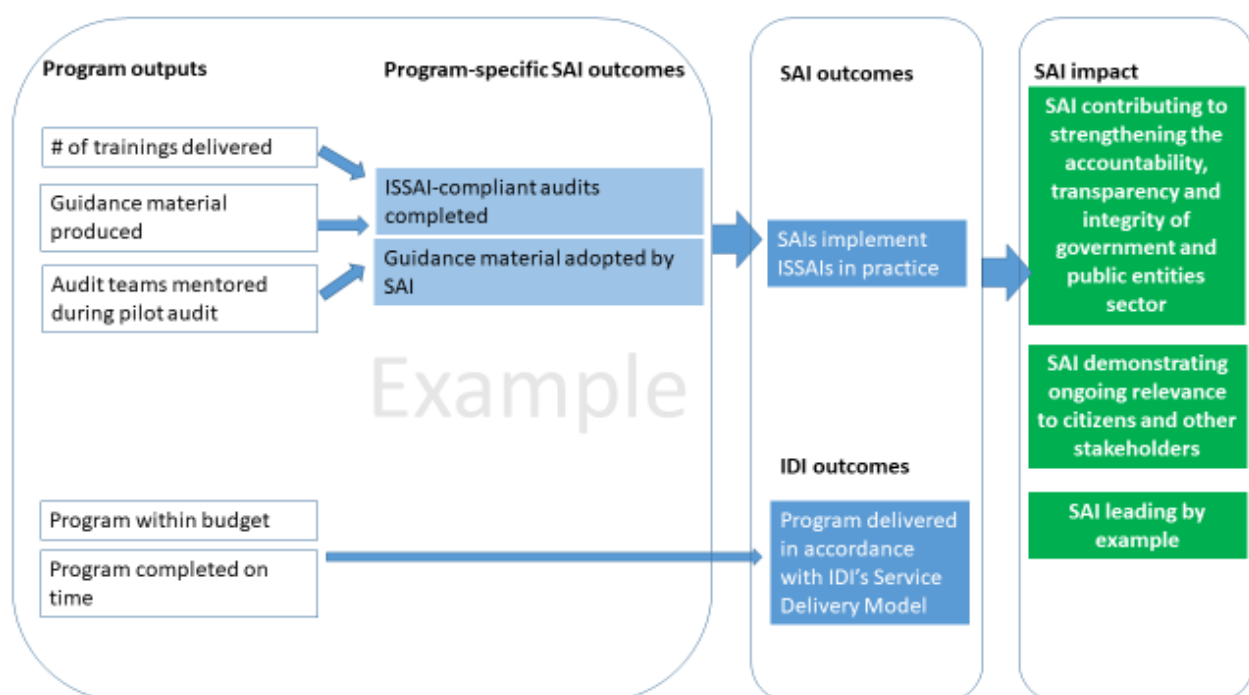 Program outputs
Program-specific SAI outcomes
SAI outcomes
SAI impact
# of trainings delivered
Guidance material
produced
Audit teams mentored
during pilot audit
ISSAI-compliant audits
completed
Guidance material adopted by
SAI
SAIs implement
ISSAIs in practice
SAI contributing to
strengthening the
accountability,
transparency and
integrity of
government and
public entities
sector
Example
SAI demonstrating
ongoing relevance
to citizens and other
stakeholders
IDI outcomes
Program within budget
Program completed on
time
Program delivered
in accordance
with IDI's Service
Delivery Model
SAI leading by
example